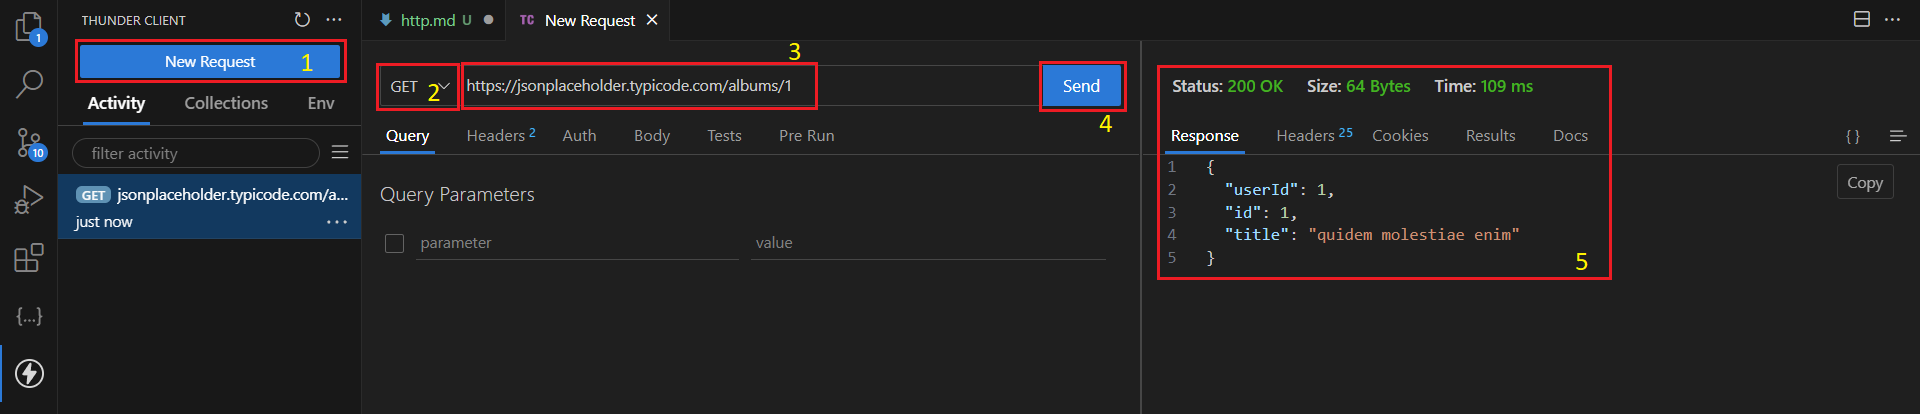 THUNDER CLIENT
http.md U
TC New Request
1
New Request 1
3
GET 2
https://jsonplaceholder.typicode.com/albums/1
Send
4
Status: 200 OK Size: 64 Bytes Time: 109 ms
Activity Collections Env
10
filter activity
GET jsonplaceholder.typicode.com/a...
just now
Query Headers 2 Auth Body Tests Pre Run
Query Parameters
parameter value
Response Headers 25 Cookies Results Docs
{ }
Copy
1 {
2 "userId": 1,
3 "id": 1,
4 "title": "quidem molestiae enim"
5 }
5
{...}